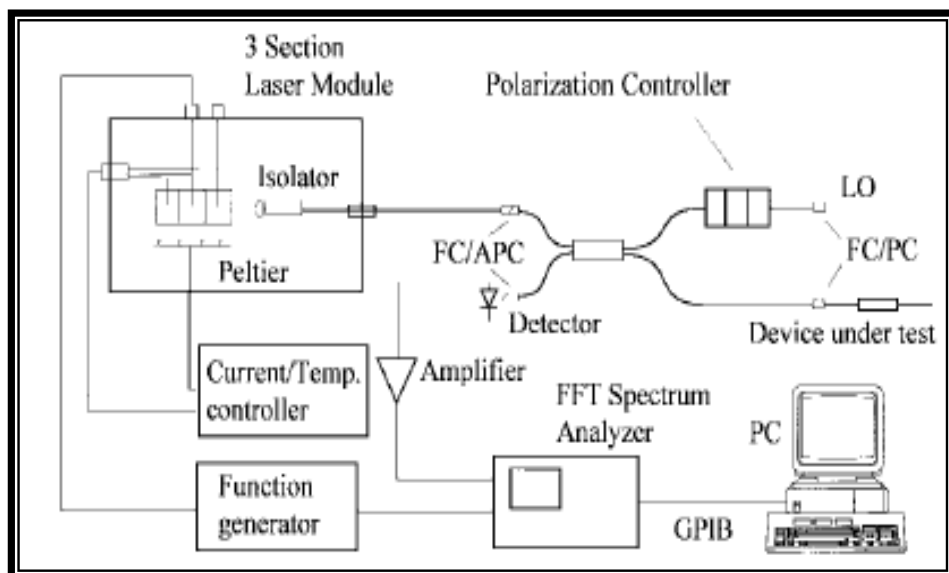 3 Section
Laser Module
Polarization Controller
Isolator
LO
FC/APC
FC/PC
Peltier
Detector
Device under test
Current/Temp.
controller
Amplifier
FFT Spectrum
Analyzer
PC
Function
generator
GPIB